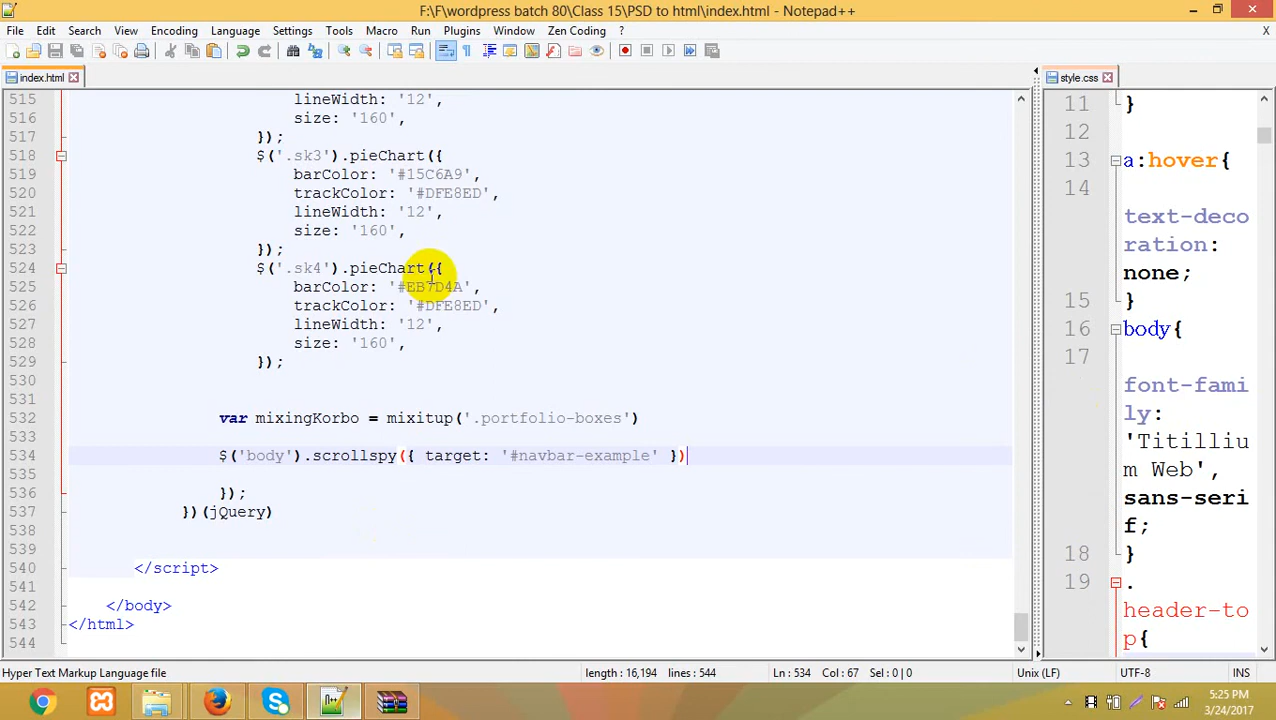 F:\F\wordpress batch 80\Class 15\PSD to html\index.html - Notepad++
File Edit Search View Encoding Language Settings Tools Macro Run Plugins Window Zen Coding ? X
index.html
515 lineWidth: '12',
516 size: '160',
517 });
518 $('.sk3').pieChart({
519 barColor: '#15C6A9',
520 trackColor: '#DFE8ED',
521 lineWidth: '12',
522 size: '160',
523 });
524 $('.sk4').pieChart({
525 barColor: '#EB7D4A',
526 trackColor: '#DFE8ED',
527 lineWidth: '12',
528 size: '160',
529 });
530
531
532 var mixingKorbo = mixitup('.portfolio-boxes')
533
534 $('body').scrollspy({ target: '#navbar-example' })
535
536 });
537 })(jQuery)
538
539
540 </script>
541
542 </body>
543 </html>
544
style.css
11 }
12
13 a:hover{
14
text-deco
ration:
none;
15 }
16 body{
17
font-fami
ly:
'Titilliu
m Web',
sans-seri
f;
18 }
19 .
header-to
p{
Hyper Text Markup Language file length : 16,194 lines : 544 Ln : 534 Col : 67 Sel : 0 | 0 Unix (LF) UTF-8 INS
5:25 PM
3/24/2017